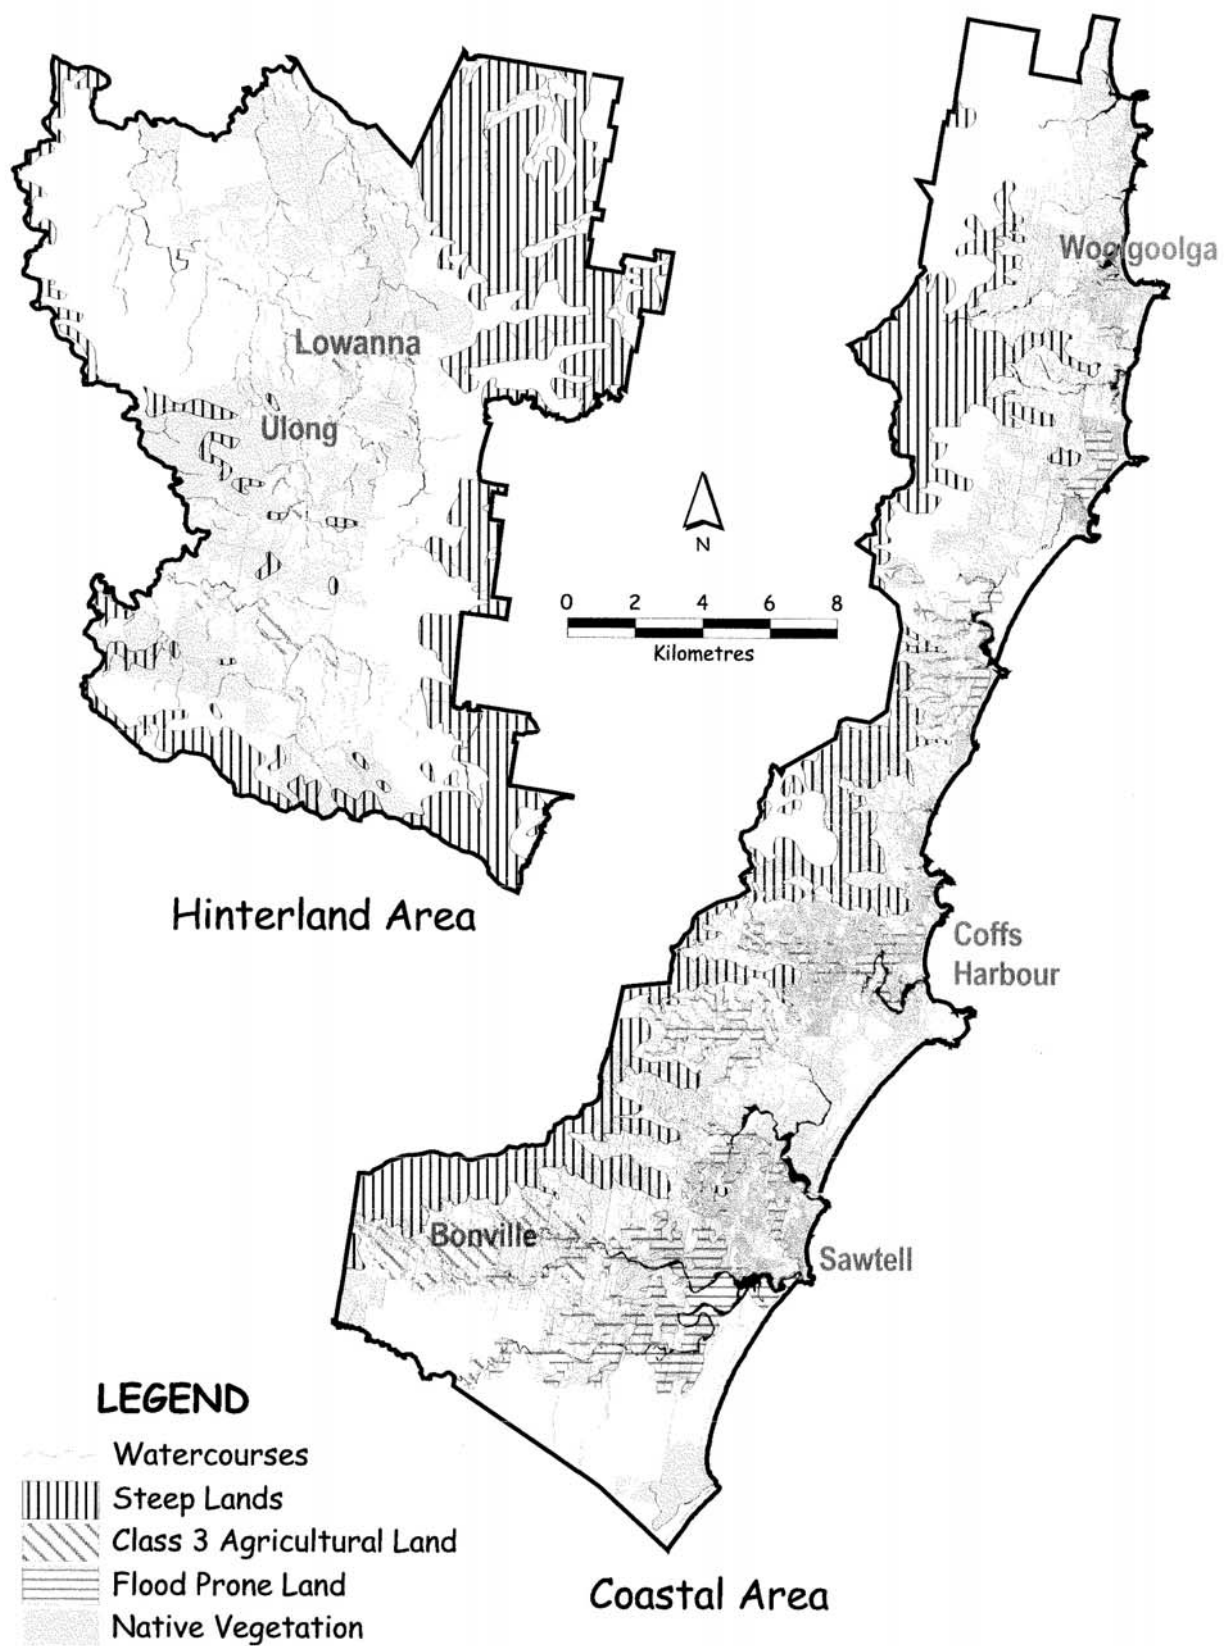 Woolgoolga
Lowanna
Ulong
N
0 2 4 6 8
Kilometres
Hinterland Area
Coffs
Harbour
Bonville
Sawtell
LEGEND
Watercourses
Steep Lands
Class 3 Agricultural Land
Flood Prone Land
Native Vegetation
Coastal Area